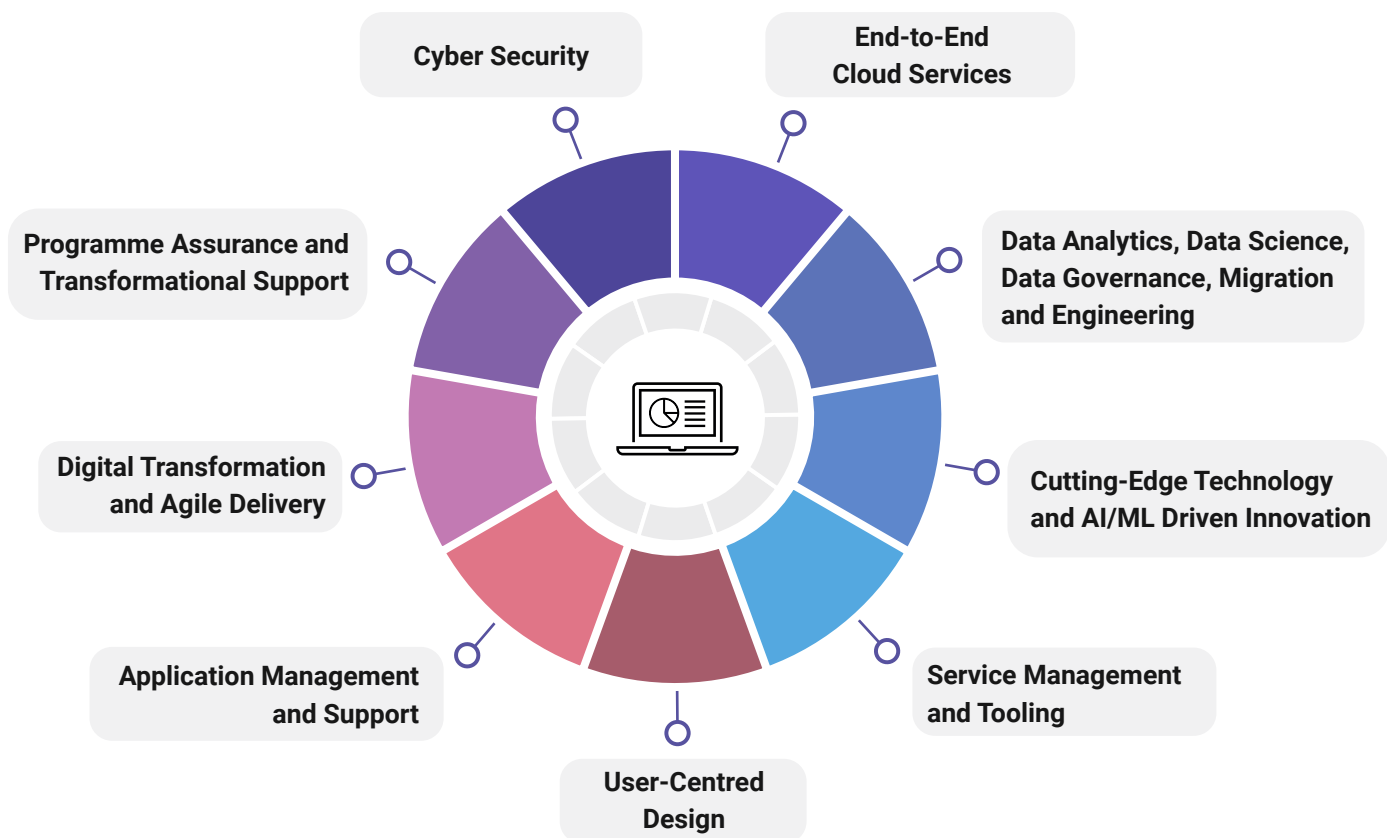 Cyber Security
End-to-End
Cloud Services
Programme Assurance and
Transformational Support
Data Analytics, Data Science,
Data Governance, Migration
and Engineering
Digital Transformation
and Agile Delivery
Cutting-Edge Technology
and AI/ML Driven Innovation
Application Management
and Support
Service Management
and Tooling
User-Centred
Design